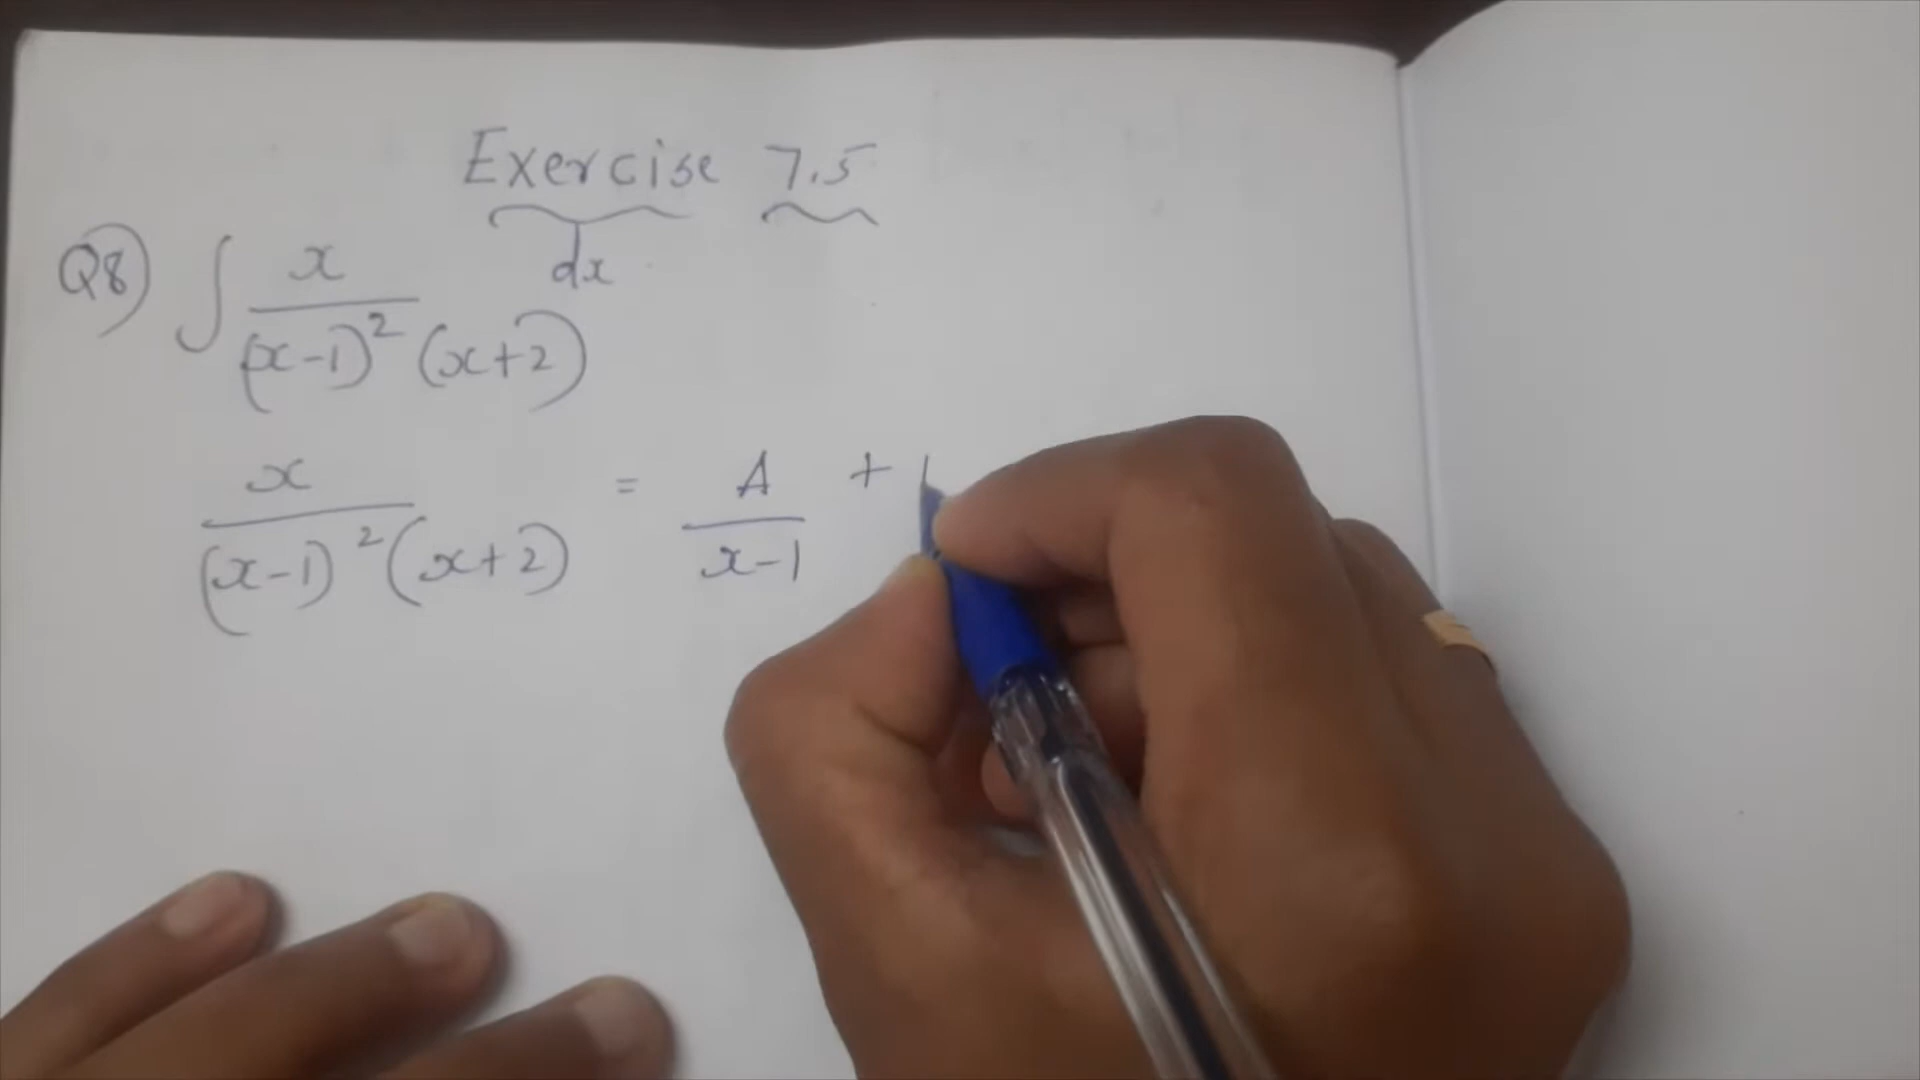 Exercise 7.5
Q8) ∫ x / (x-1)² (x+2) dx
x / (x-1)² (x+2) = A / x-1 +